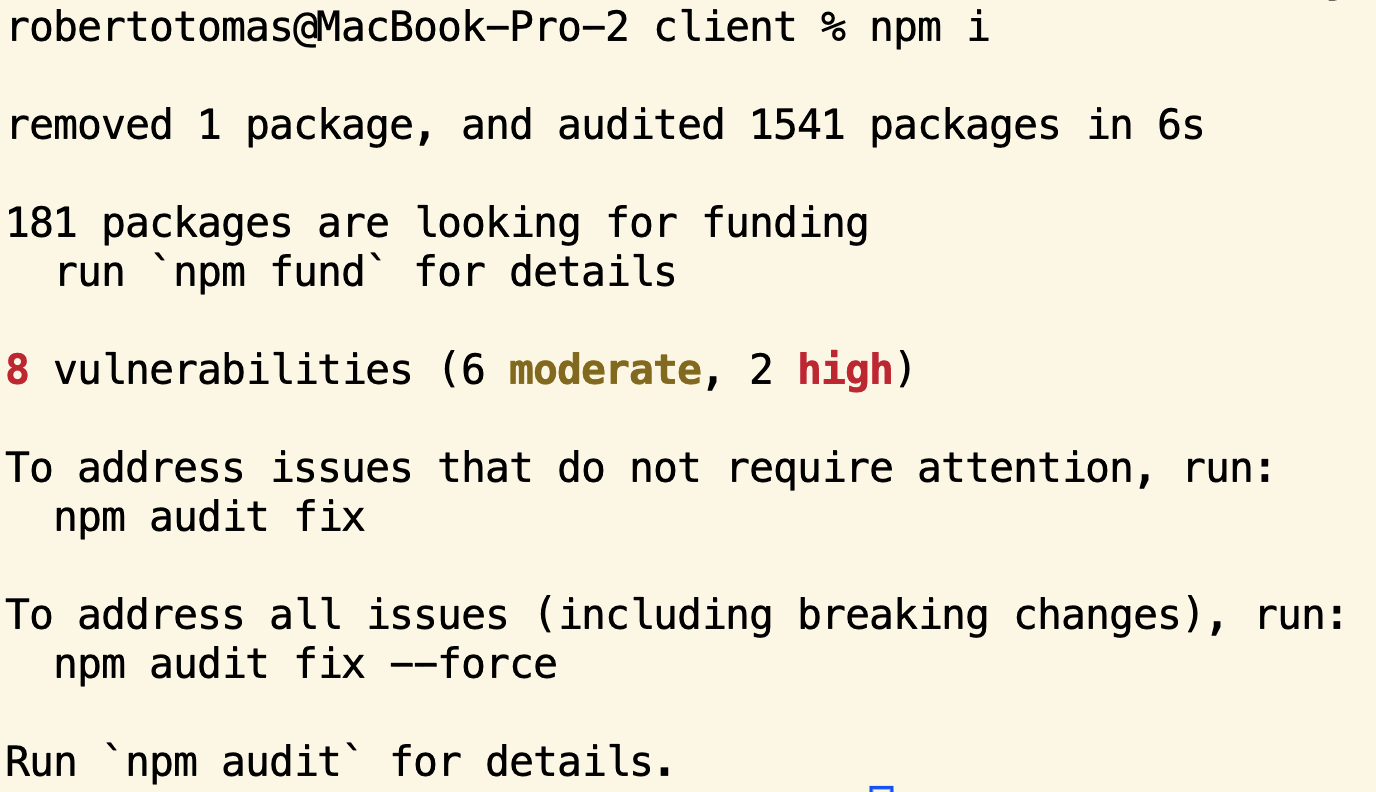 robertotomas@MacBook-Pro-2 client % npm i
removed 1 package, and audited 1541 packages in 6s
181 packages are looking for funding
  run `npm fund` for details
8 vulnerabilities (6 moderate, 2 high)
To address issues that do not require attention, run:
  npm audit fix
To address all issues (including breaking changes), run:
  npm audit fix --force
Run `npm audit` for details.